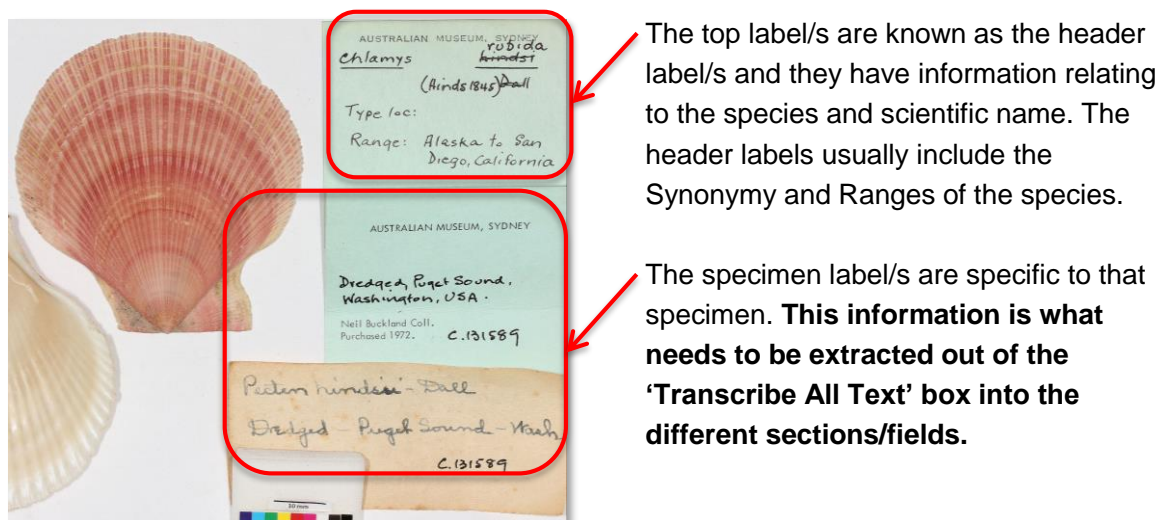 AUSTRALIAN MUSEUM, SYDNEY
rubida
Chlamys hindsi
(Hinds 1845) Dall
Type loc:
Range: Alaska to San
Diego, California
AUSTRALIAN MUSEUM, SYDNEY
Dredged, Puget Sound,
Washington, USA.
Neil Buckland Coll.
Purchased 1972. C.131589
Pecten hindsii - Dall
Dredged - Puget Sound - Wash
C.131589
10 mm
The top label/s are known as the header
label/s and they have information relating
to the species and scientific name. The
header labels usually include the
Synonymy and Ranges of the species.
The specimen label/s are specific to that
specimen. This information is what
needs to be extracted out of the
‘Transcribe All Text’ box into the
different sections/fields.